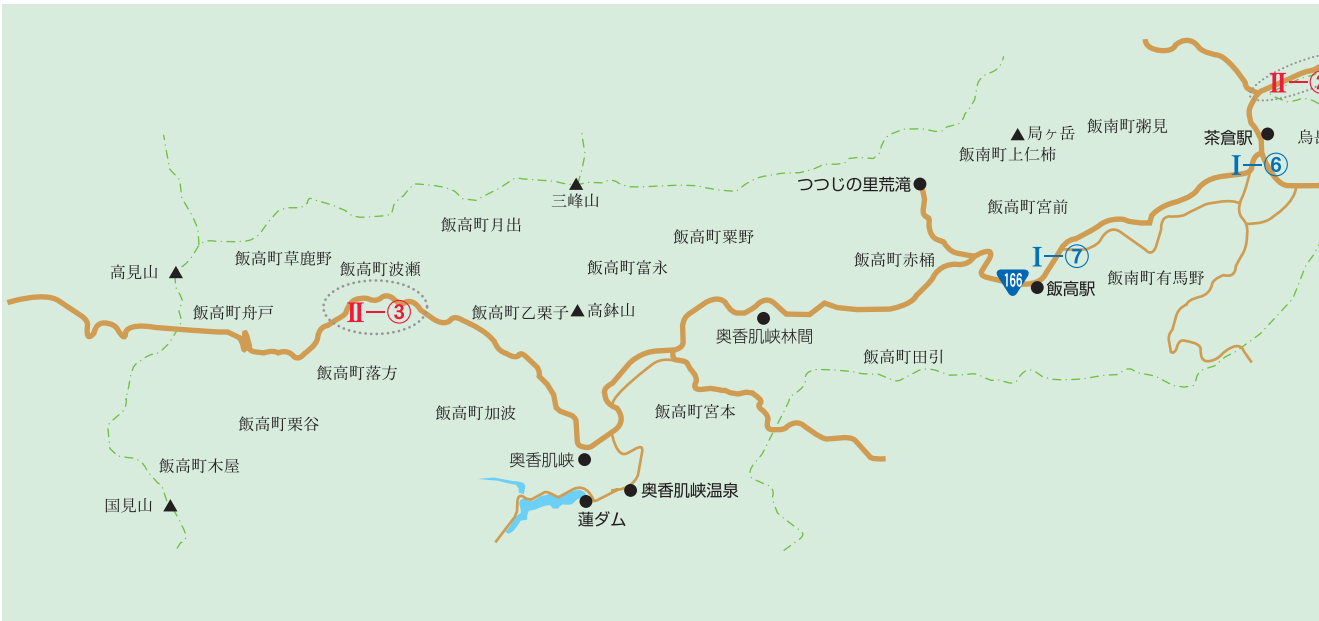 II-②
局ヶ岳
飯南町粥見
茶倉駅
烏岳
飯南町上仁柿
I-⑥
つつじの里荒滝
三峰山
飯高町宮前
飯高町月出
飯高町粟野
I-⑦
飯高町草鹿野
飯高町赤桶
飯高町波瀬
飯高町富永
高見山
飯南町有馬野
166
飯高駅
飯高町舟戸
II-③
飯高町乙栗子
高鉢山
奥香肌峡林間
飯高町田引
飯高町落方
飯高町加波
飯高町宮本
飯高町栗谷
奥香肌峡
飯高町木屋
奥香肌峡温泉
国見山
蓮ダム